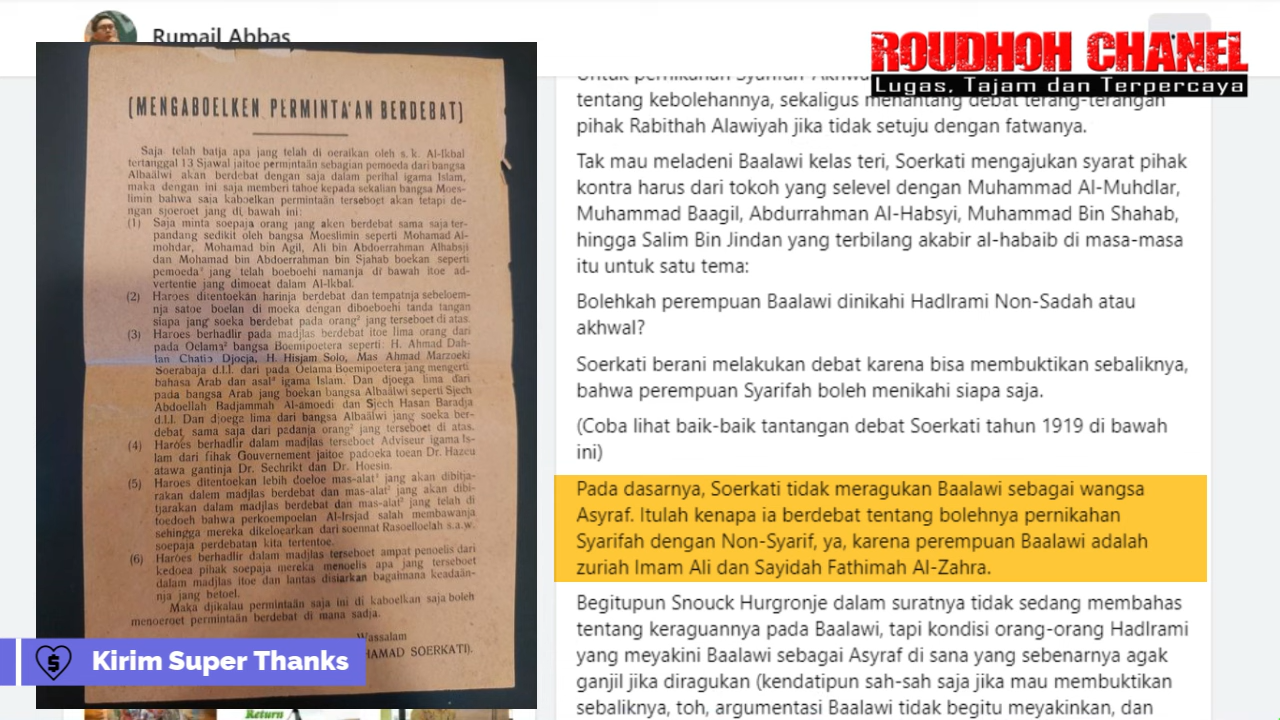 Rumail Abbas
ROUDHOH CHANEL
Lugas, Tajam dan Terpercaya
(MENGABOELKEN PERMINTA'AN BERDEBAT)
Saja telah batja apa jang telah di oeraikan oleh s. k. Al-Ikbal
tertanggal 13 Sjawal jaitoe permintaän sebagian pemoeda dari bangsa
Albaälwi akan berdebat dengan saja dalam perihal igama Islam,
maka dengan ini saja memberi tahoe kepada sekalian bangsa Moes-
limin bahwa saja kaboelkan permintaän terseboet akan tetapi de-
ngan sjoeroet jang di bawah ini:
(1) Saja minta soepaja orang jang aken berdebat sama saja ter-
pandang sedikit oleh bangsa Moeslimin seperti Mohamad Al-
mohdar, Mohamad bin Agil, Ali bin Abdoerrahman Alhabsji
dan Mohamad bin Abdoerrahman bin Sjahab boekan seperti
pemoeda² jang telah boeboehi namanja di bawah itoe ad-
vertentie jang dimoeat dalam Al-Ikbal.
(2) Haroes ditentoekan harinja berdebat dan tempatnja sebeloem-
nja satoe boelan di moeka dengan diboeboehi tanda tangan
siapa jang soeka berdebat pada orang² jang terseboet di atas.
(3) Haroes berhadlir pada madjlas berdebat itoe lima orang dari
pada Oelama² bangsa Boemipoetera seperti: H. Ahmad Dah-
lan Chatib Djocja, H. Hisjam Solo, Mas Ahmad Marzoeki
Soerabaja d.l.l. dari pada Oelama Boemipoetera jang mengerti
bahasa Arab dan asal² igama Islam. Dan djoega lima dari
pada bangsa Arab jang boekan bangsa Albaälwi seperti Sjech
Abdoellah Badjammah Al-amoedi dan Sjech Hasan Baradja
d.l.l. Dan djoega lima dari bangsa Albaälwi jang soeka ber-
debat sama saja dari padanja orang² jang terseboet di atas.
(4) Haroes berhadlir dalam madjlas terseboet Adviseur igama Is-
lam dari fihak Gouvernement jaitoe padoeka toean Dr. Hazeu
atawa gantinja Dr. Sechrikt dan Dr. Hoesin.
(5) Haroes ditentoekan lebih doeloe mas-alat² jang akan dibitja-
rakan dalem madjlas berdebat dan mas-alat² jang akan dibi-
tjarakan dalam madjlas berdebat dan mas-alat² jang telah di
toedoeh bahwa perkoempoelan Al-Irsjad salah membawanja
sehingga mereka dikeloearkan dari soennat Rasoelloelah s.a.w.
soepaja perdebatan kita tertentoe.
(6) Haroes berhadlir dalam madjlas terseboet ampat penoelis dari
kedoea pihak soepaja mereka menoelis apa jang terseboet
dalam madjlas itoe dan lantas disiarkan bagaimana keadaän-
nja jang betoel.
Maka djikalau permintaän saja ini di kaboelkan saja boleh
menoeroet permintaän berdebat di mana sadja.
Wassalam
HAMAD SOERKATI).
Kirim Super Thanks
Return
Untuk pernikahan Syarifah-Akhwa
tentang kebolehannya, sekaligus menantang debat terang-terangan
pihak Rabithah Alawiyah jika tidak setuju dengan fatwanya.
Tak mau meladeni Baalawi kelas teri, Soerkati mengajukan syarat pihak
kontra harus dari tokoh yang selevel dengan Muhammad Al-Muhdlar,
Muhammad Baagil, Abdurrahman Al-Habsyi, Muhammad Bin Shahab,
hingga Salim Bin Jindan yang terbilang akabir al-habaib di masa-masa
itu untuk satu tema:
Bolehkah perempuan Baalawi dinikahi Hadlrami Non-Sadah atau
akhwal?
Soerkati berani melakukan debat karena bisa membuktikan sebaliknya,
bahwa perempuan Syarifah boleh menikahi siapa saja.
(Coba lihat baik-baik tantangan debat Soerkati tahun 1919 di bawah
ini)
Pada dasarnya, Soerkati tidak meragukan Baalawi sebagai wangsa
Asyraf. Itulah kenapa ia berdebat tentang bolehnya pernikahan
Syarifah dengan Non-Syarif, ya, karena perempuan Baalawi adalah
zuriah Imam Ali dan Sayidah Fathimah Al-Zahra.
Begitupun Snouck Hurgronje dalam suratnya tidak sedang membahas
tentang keraguannya pada Baalawi, tapi kondisi orang-orang Hadlrami
yang meyakini Baalawi sebagai Asyraf di sana yang sebenarnya agak
ganjil jika diragukan (kendatipun sah-sah saja jika mau membuktikan
sebaliknya, toh, argumentasi Baalawi tidak begitu meyakinkan, dan